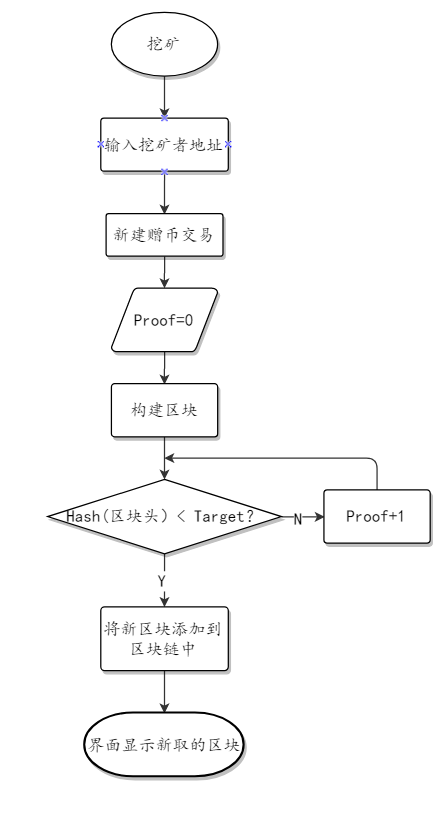 挖矿
输入挖矿者地址
新建赠币交易
Proof=0
构建区块
Hash(区块头) < Target?
N
Proof+1
Y
将新区块添加到
区块链中
界面显示新取的区块